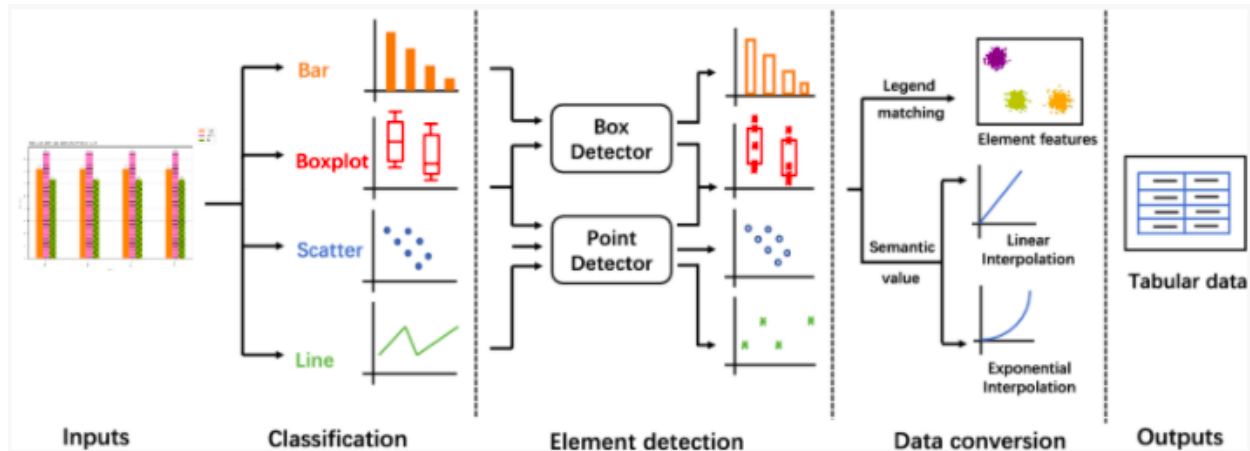 Bar
Boxplot
Scatter
Line
Box
Detector
Point
Detector
Legend
matching
Element features
Semantic
value
Linear
Interpolation
Exponential
Interpolation
Tabular data
Inputs
Classification
Element detection
Data conversion
Outputs